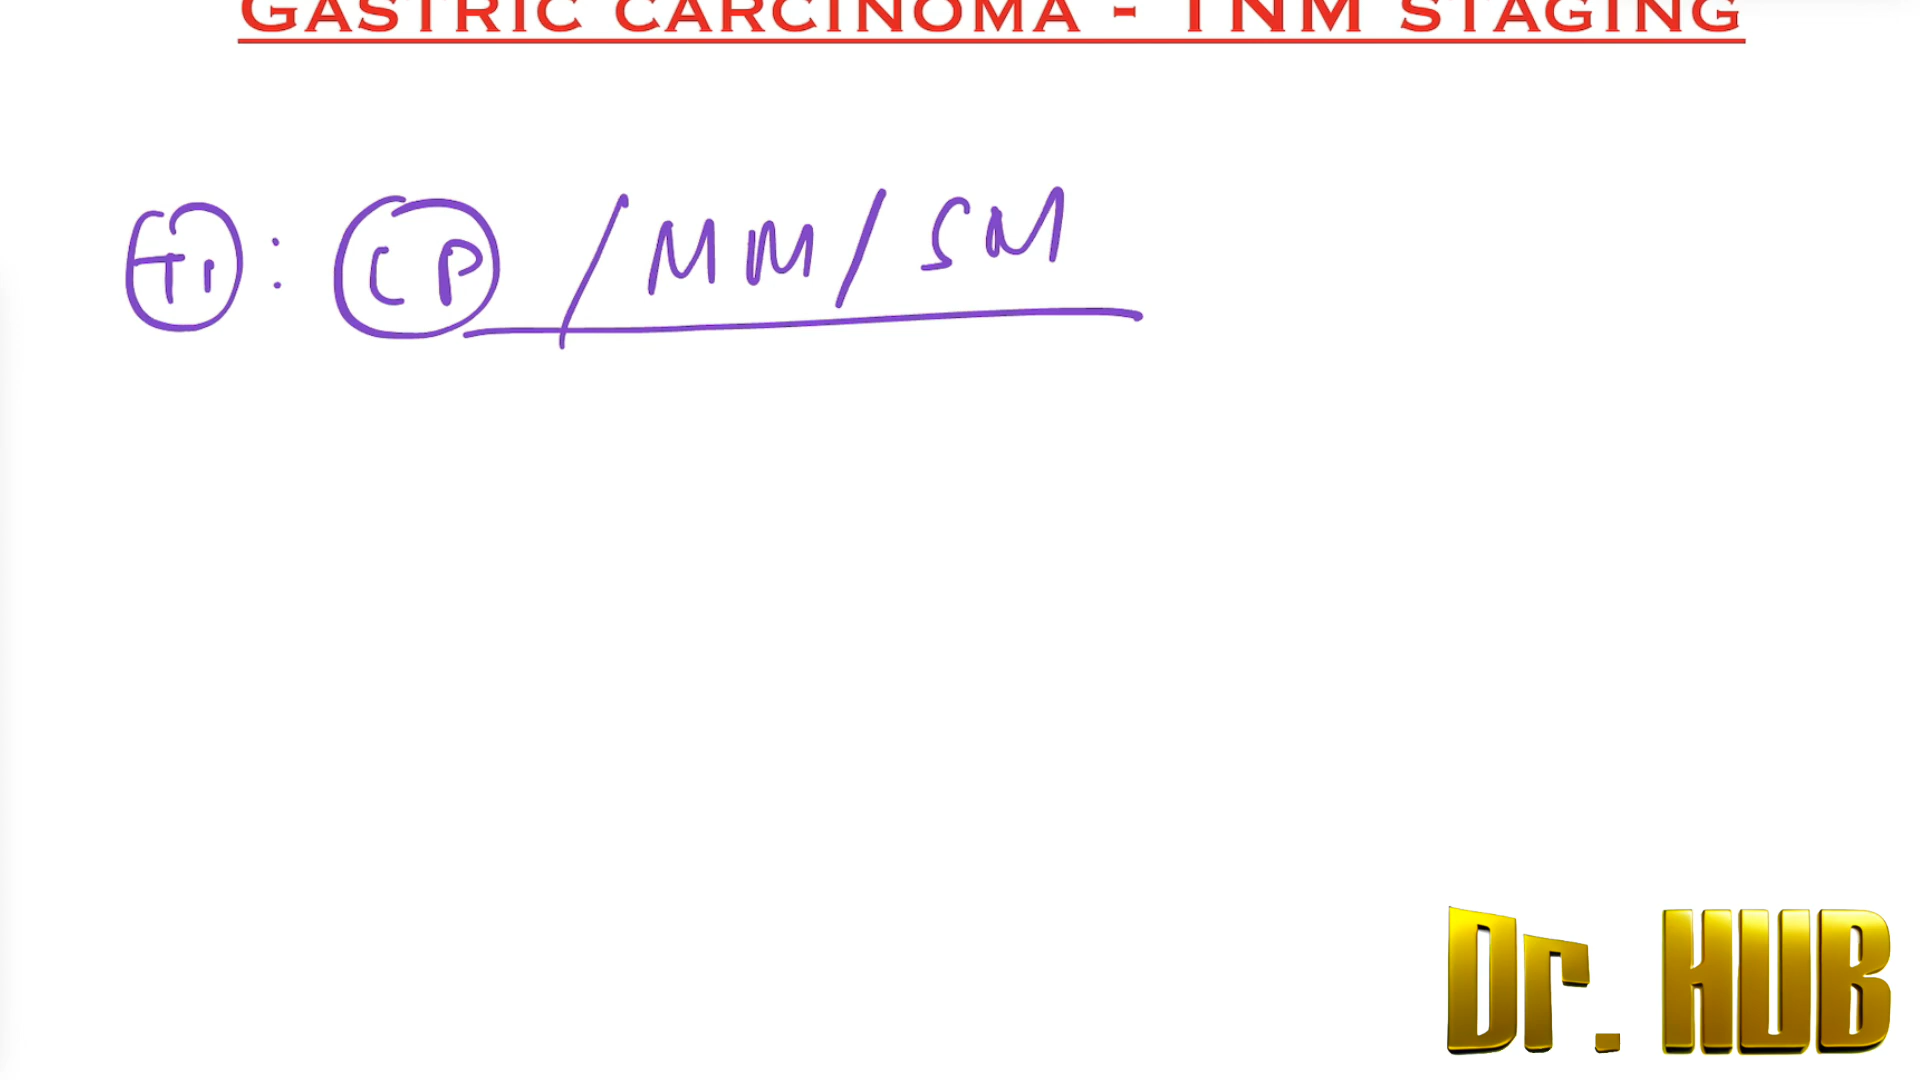 GASTRIC CARCINOMA - TNM STAGING
T1 : LP / MM / SM
Dr. HUB